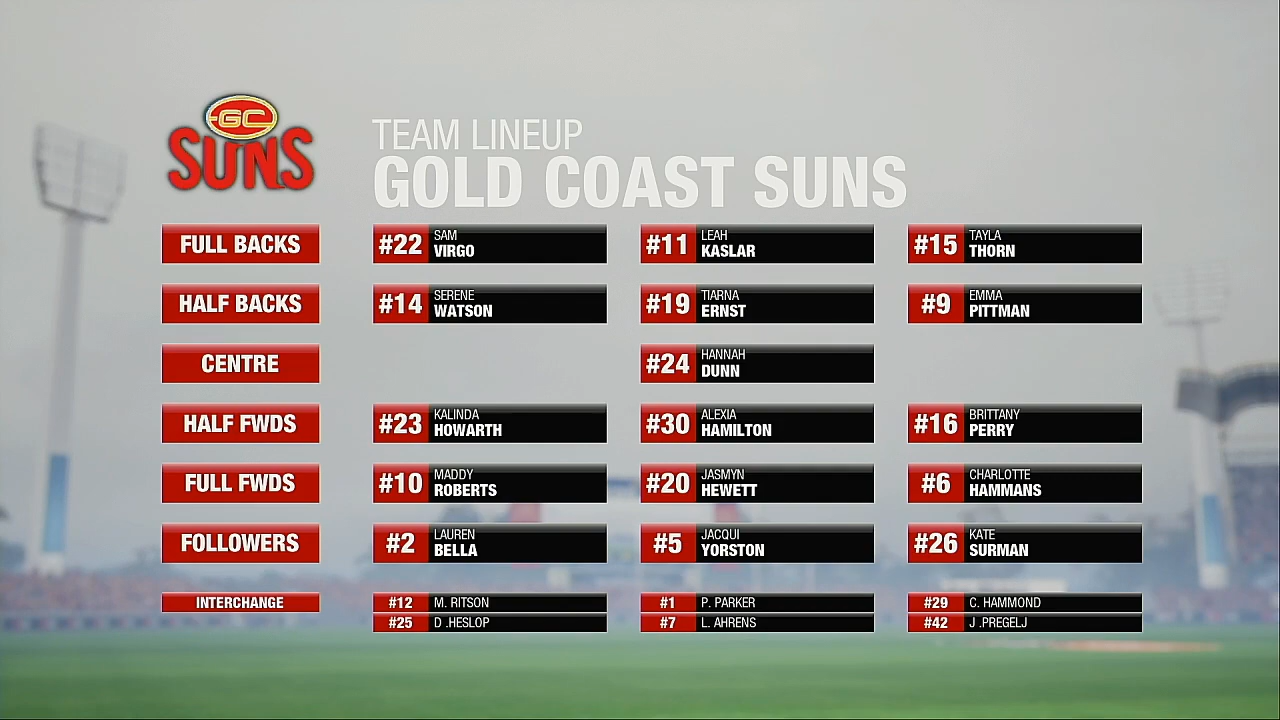 GC
SUNS
TEAM LINEUP
GOLD COAST SUNS
FULL BACKS
#22 SAM VIRGO
#11 LEAH KASLAR
#15 TAYLA THORN
HALF BACKS
#14 SERENE WATSON
#19 TIARNA ERNST
#9 EMMA PITTMAN
CENTRE
#24 HANNAH DUNN
HALF FWDS
#23 KALINDA HOWARTH
#30 ALEXIA HAMILTON
#16 BRITTANY PERRY
FULL FWDS
#10 MADDY ROBERTS
#20 JASMYN HEWETT
#6 CHARLOTTE HAMMANS
FOLLOWERS
#2 LAUREN BELLA
#5 JACQUI YORSTON
#26 KATE SURMAN
INTERCHANGE
#12 M. RITSON
#1 P. PARKER
#29 C. HAMMOND
#25 D .HESLOP
#7 L. AHRENS
#42 J .PREGELJ